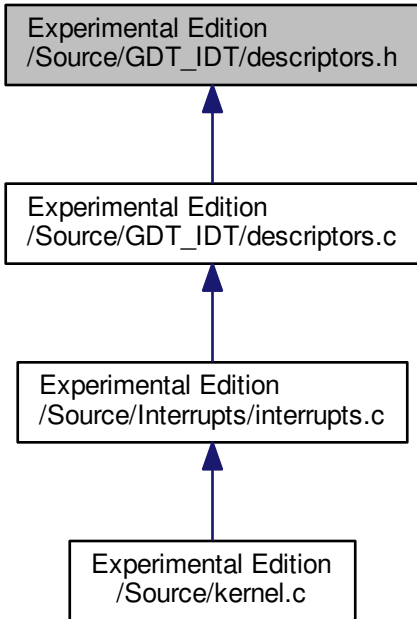 Experimental Edition
/Source/GDT_IDT/descriptors.h
Experimental Edition
/Source/GDT_IDT/descriptors.c
Experimental Edition
/Source/Interrupts/interrupts.c
Experimental Edition
/Source/kernel.c